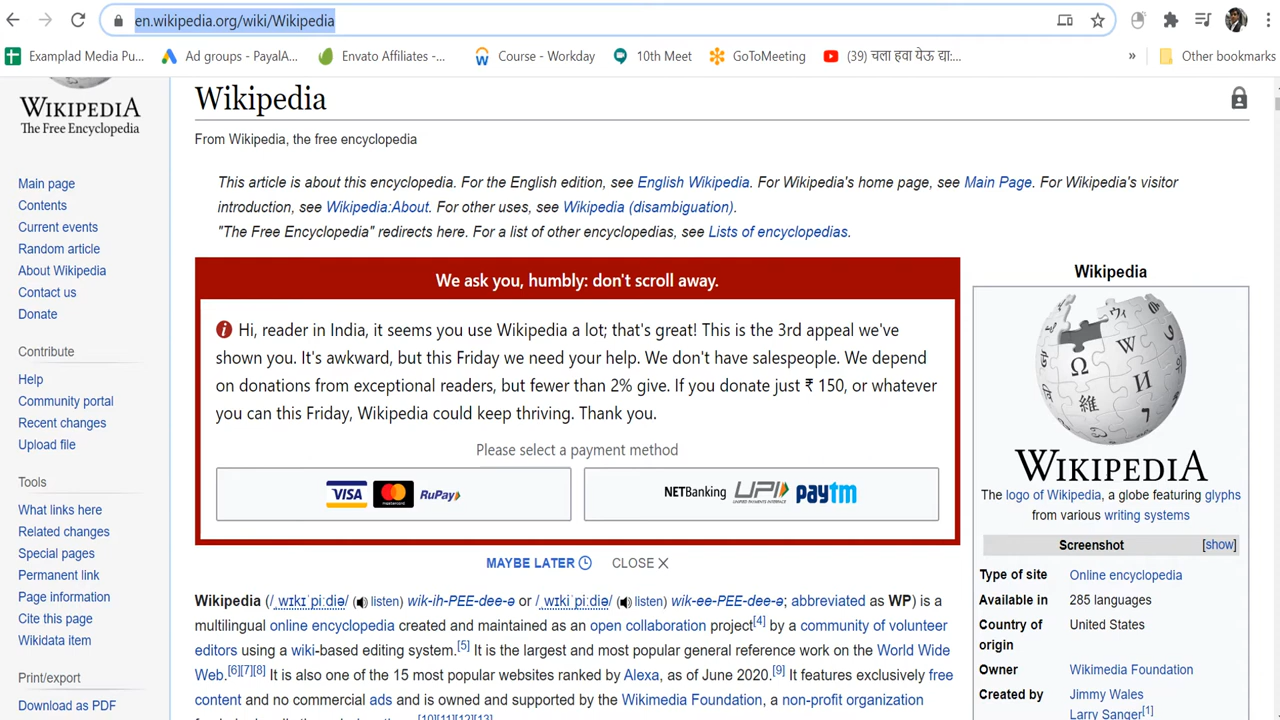 en.wikipedia.org/wiki/Wikipedia
Examplad Media Pu...
Ad groups - PayalA...
Envato Affiliates -...
Course - Workday
10th Meet
GoToMeeting
(39) चला हवा येऊ द्या:...
»
Other bookmarks
WIKIPEDIA
The Free Encyclopedia
Main page
Contents
Current events
Random article
About Wikipedia
Contact us
Donate
Contribute
Help
Community portal
Recent changes
Upload file
Tools
What links here
Related changes
Special pages
Permanent link
Page information
Cite this page
Wikidata item
Print/export
Download as PDF
Wikipedia
From Wikipedia, the free encyclopedia
This article is about this encyclopedia. For the English edition, see English Wikipedia. For Wikipedia's home page, see Main Page. For Wikipedia's visitor
introduction, see Wikipedia:About. For other uses, see Wikipedia (disambiguation).
"The Free Encyclopedia" redirects here. For a list of other encyclopedias, see Lists of encyclopedias.
We ask you, humbly: don't scroll away.
Hi, reader in India, it seems you use Wikipedia a lot; that's great! This is the 3rd appeal we've
shown you. It's awkward, but this Friday we need your help. We don't have salespeople. We depend
on donations from exceptional readers, but fewer than 2% give. If you donate just ₹ 150, or whatever
you can this Friday, Wikipedia could keep thriving. Thank you.
Please select a payment method
VISA RuPay
NETBanking UPI paytm
MAYBE LATER CLOSE
Wikipedia (/ˌwɪkɪˈpiːdiə/ listen) wik-ih-PEE-dee-ə or /ˌwɪkiˈpiːdiə/ listen) wik-ee-PEE-dee-ə; abbreviated as WP) is a
multilingual online encyclopedia created and maintained as an open collaboration project[4] by a community of volunteer
editors using a wiki-based editing system.[5] It is the largest and most popular general reference work on the World Wide
Web.[6][7][8] It is also one of the 15 most popular websites ranked by Alexa, as of June 2020.[9] It features exclusively free
content and no commercial ads and is owned and supported by the Wikimedia Foundation, a non-profit organization
[10][11][12][13]
Wikipedia
Ω W И 維
WIKIPEDIA
The logo of Wikipedia, a globe featuring glyphs
from various writing systems
Screenshot [show]
Type of site Online encyclopedia
Available in 285 languages
Country of United States
origin
Owner Wikimedia Foundation
Created by Jimmy Wales
Larry Sanger[1]